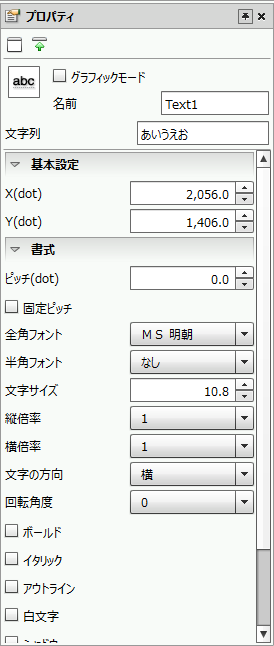 プロパティ
abc
グラフィックモード
名前 Text1
文字列 あいうえお
基本設定
X(dot) 2,056.0
Y(dot) 1,406.0
書式
ピッチ(dot) 0.0
固定ピッチ
全角フォント ＭＳ 明朝
半角フォント なし
文字サイズ 10.8
縦倍率 1
横倍率 1
文字の方向 横
回転角度 0
ボールド
イタリック
アウトライン
白文字